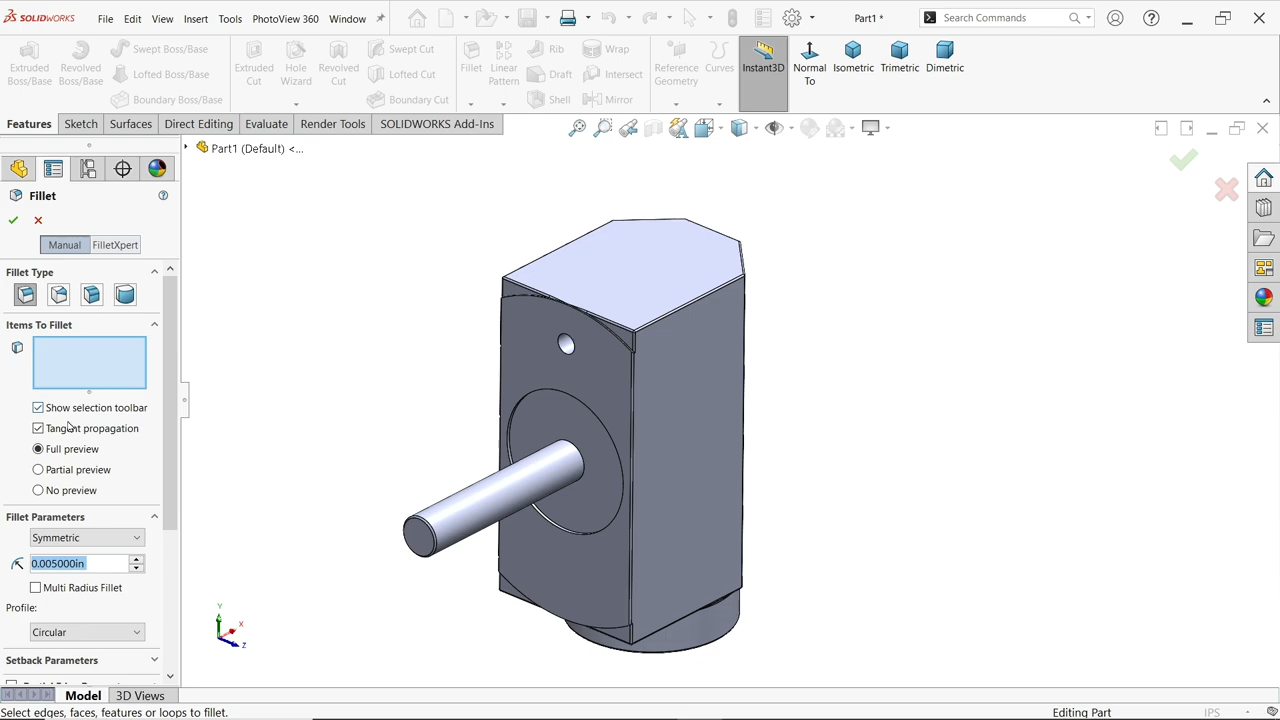 SOLIDWORKS
File
Edit
View
Insert
Tools
PhotoView 360
Window
Part1 *
Search Commands
Extruded
Boss/Base
Revolved
Boss/Base
Swept Boss/Base
Lofted Boss/Base
Boundary Boss/Base
Extruded
Cut
Hole
Wizard
Revolved
Cut
Swept Cut
Lofted Cut
Boundary Cut
Fillet
Linear
Pattern
Rib
Draft
Shell
Wrap
Intersect
Mirror
Reference
Geometry
Curves
Instant3D
Normal
To
Isometric
Trimetric
Dimetric
Features
Sketch
Surfaces
Direct Editing
Evaluate
Render Tools
SOLIDWORKS Add-Ins
Part1 (Default) <...
Fillet
Manual
FilletXpert
Fillet Type
Items To Fillet
Show selection toolbar
Tangent propagation
Full preview
Partial preview
No preview
Fillet Parameters
Symmetric
0.005000in
Multi Radius Fillet
Profile:
Circular
Setback Parameters
Y
X
Z
Model
3D Views
Select edges, faces, features or loops to fillet.
Editing Part
IPS